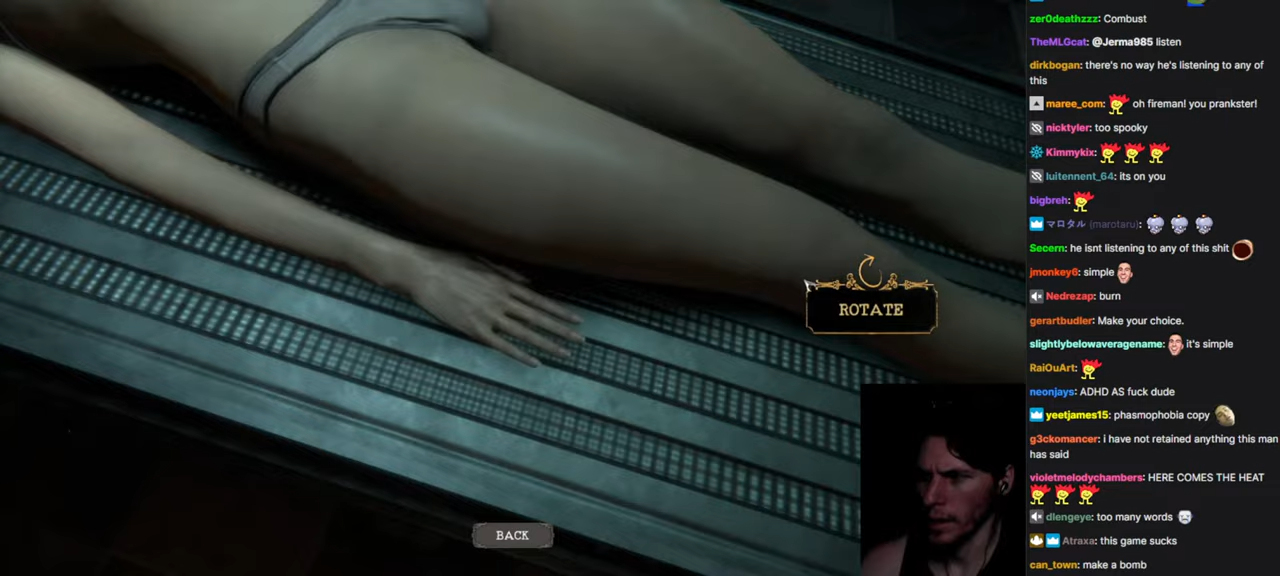 zer0deathzzz: Combust
TheMLGcat: @Jerma985 listen
dirkbogan: there's no way he's listening to any of
this
maree_com: oh fireman! you prankster!
nicktyler: too spooky
Kimmykix:
luitennent_64: its on you
bigbreh:
マロタル (marotaru):
Secern: he isnt listening to any of this shit
jmonkey6: simple
Nedrezap: burn
gerartbudler: Make your choice.
slightlybelowaveragename: it's simple
RaiOuArt:
neonjays: ADHD AS fuck dude
yeetjames15: phasmophobia copy
g3ckomancer: i have not retained anything this man
has said
violetmelodychambers: HERE COMES THE HEAT
dlengeye: too many words
Atraxa: this game sucks
can_town: make a bomb
ROTATE
BACK